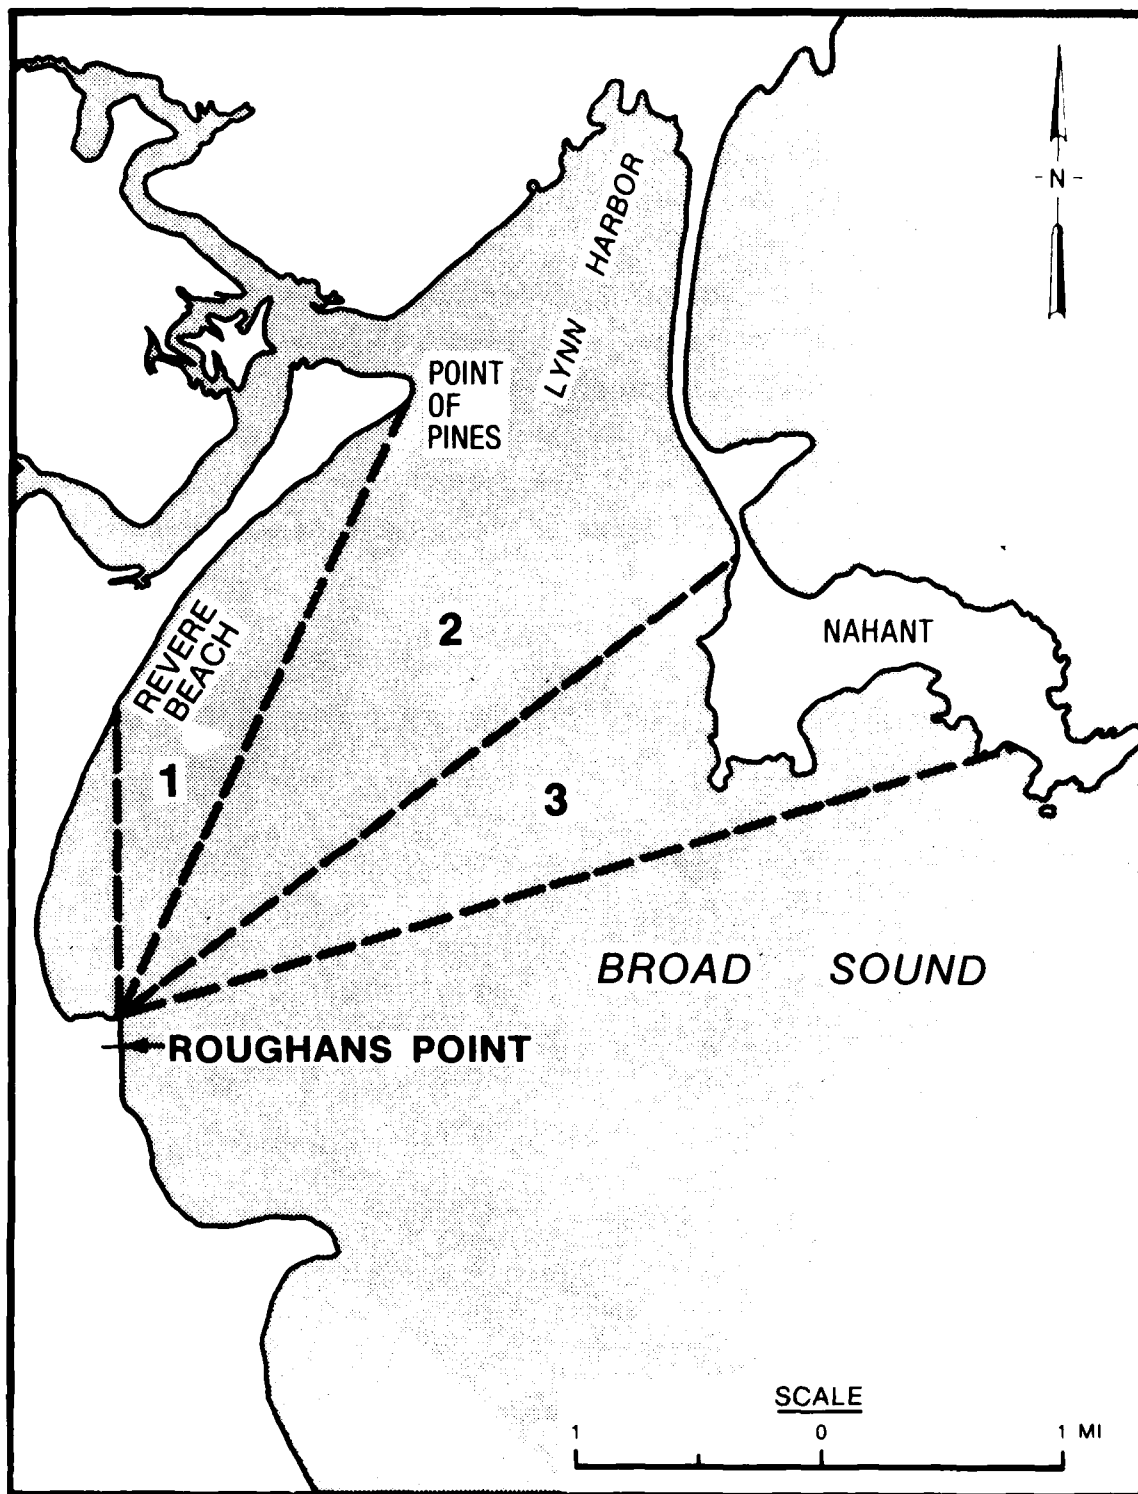 N
LYNN HARBOR
POINT
OF
PINES
REVERE
BEACH
2
NAHANT
1
3
BROAD SOUND
ROUGHANS POINT
SCALE
1 0 1 MI